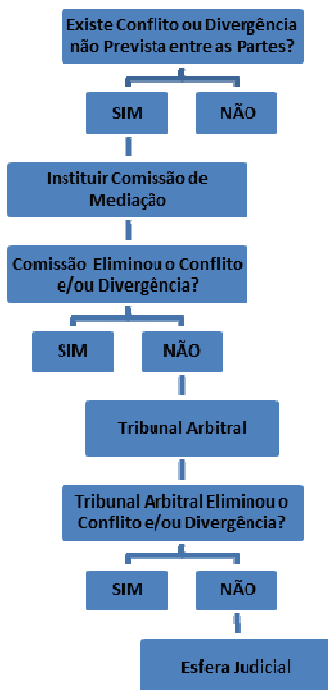 Existe Conflito ou Divergência
não Prevista entre as Partes?
SIM
NÃO
Instituir Comissão de
Mediação
Comissão Eliminou o Conflito
e/ou Divergência?
SIM
NÃO
Tribunal Arbitral
Tribunal Arbitral Eliminou o
Conflito e/ou Divergência?
SIM
NÃO
Esfera Judicial